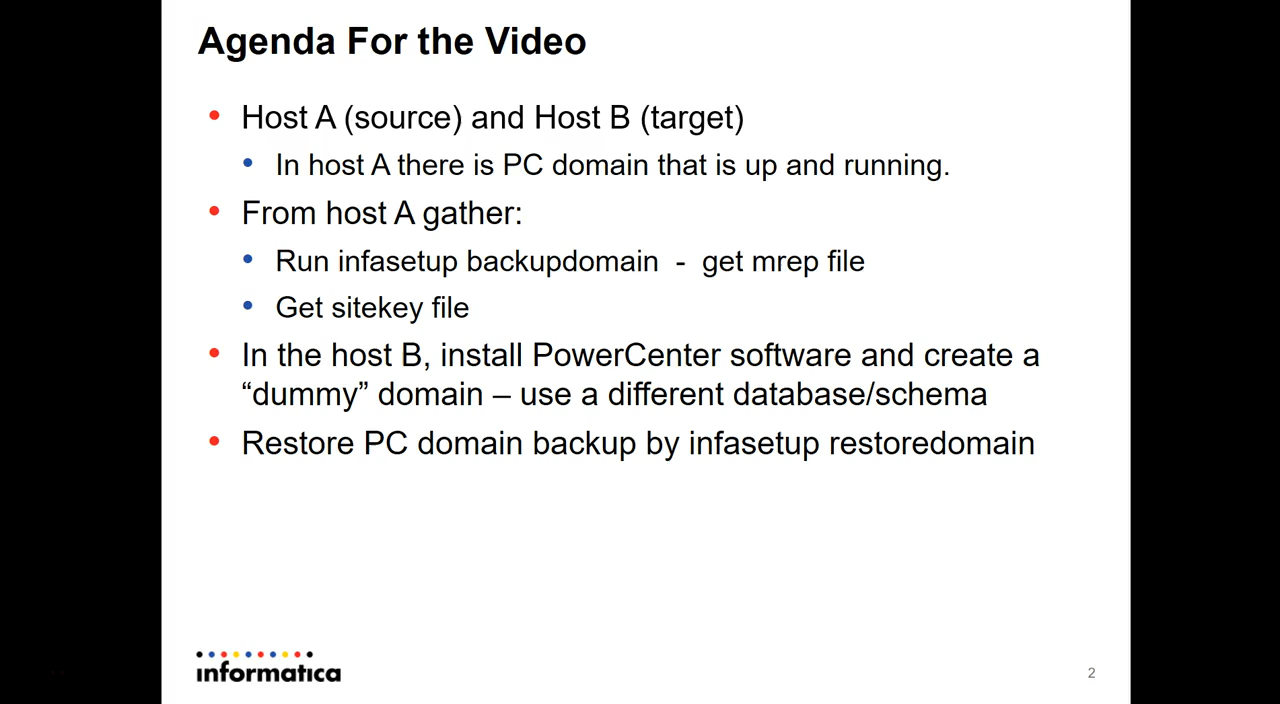 Agenda For the Video
• Host A (source) and Host B (target)
• In host A there is PC domain that is up and running.
• From host A gather:
• Run infasetup backupdomain - get mrep file
• Get sitekey file
• In the host B, install PowerCenter software and create a
“dummy” domain – use a different database/schema
• Restore PC domain backup by infasetup restoredomain
informatica
2